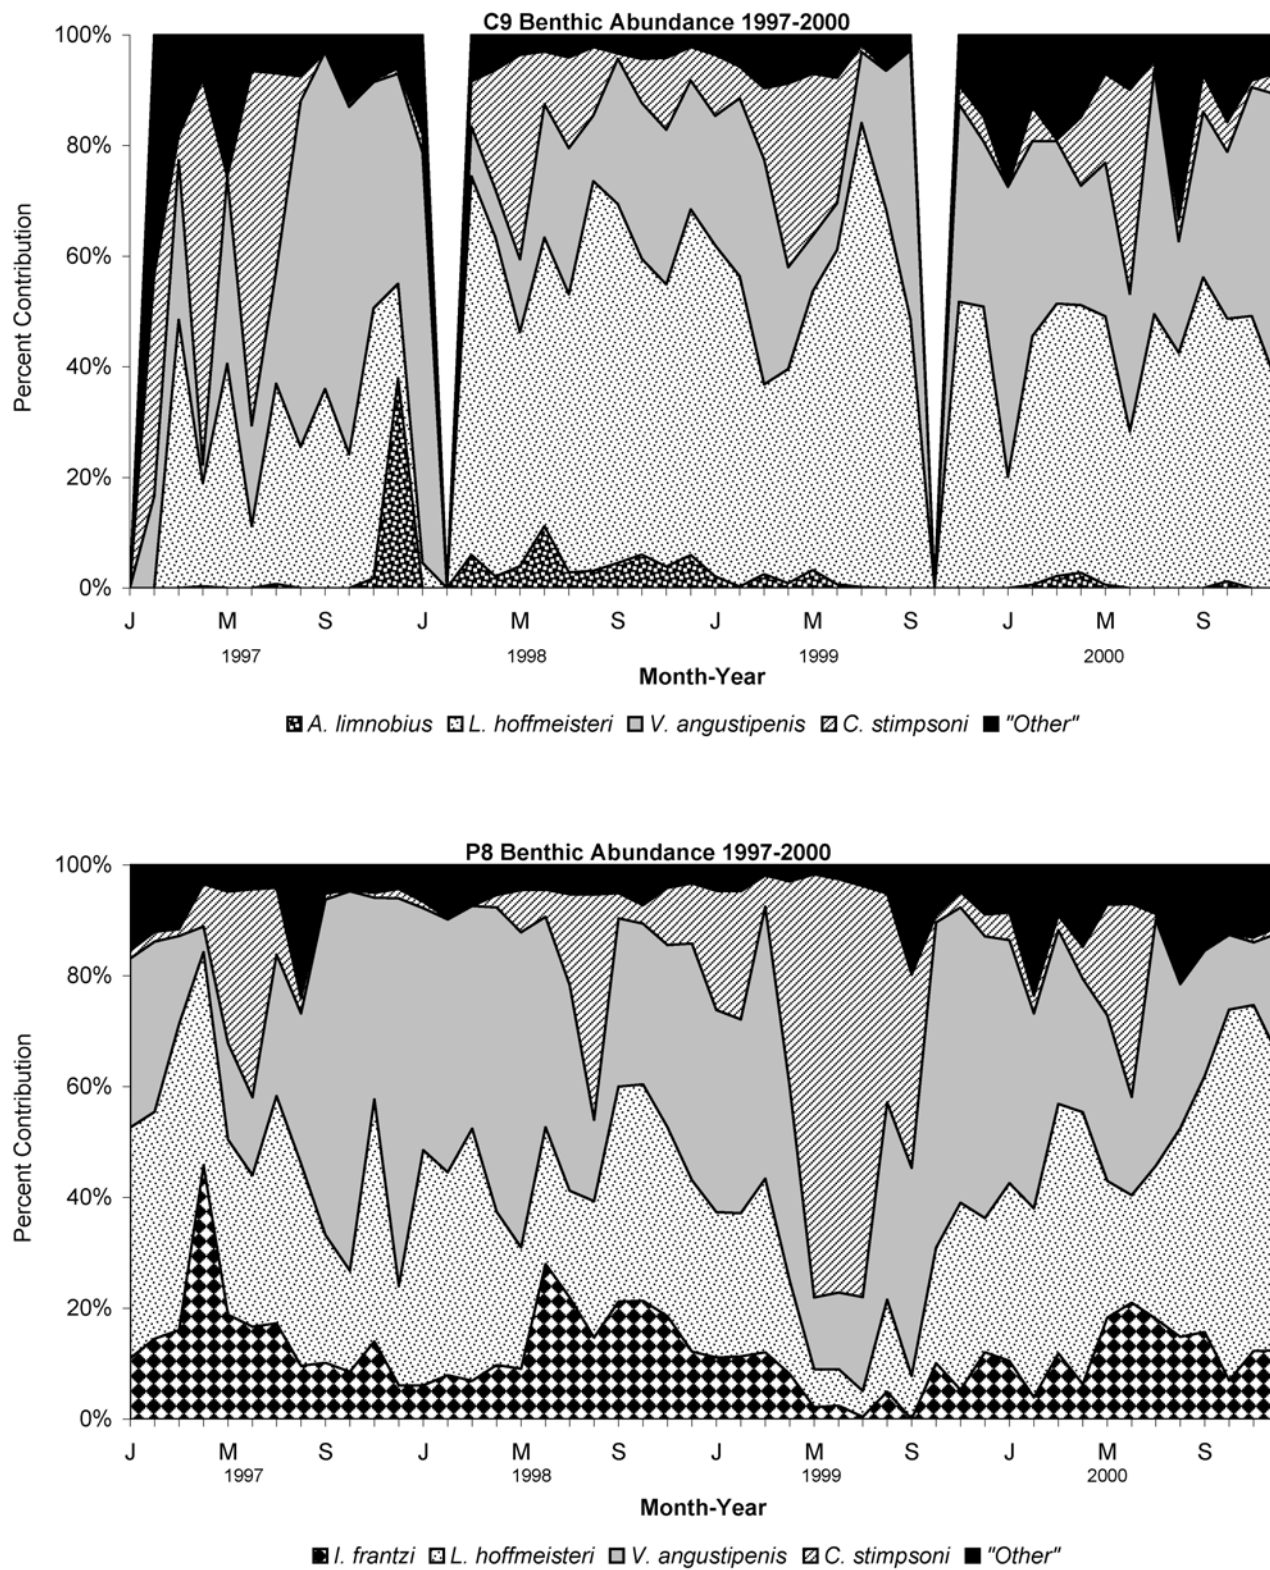 C9 Benthic Abundance 1997-2000
100%
80%
60%
40%
20%
0%
Percent Contribution
J M S J M S J M S J M S
1997 1998 1999 2000
Month-Year
A. limnobius L. hoffmeisteri V. angustipenis C. stimpsoni "Other"
P8 Benthic Abundance 1997-2000
100%
80%
60%
40%
20%
0%
Percent Contribution
J M S J M S J M S J M S
1997 1998 1999 2000
Month-Year
I. frantzi L. hoffmeisteri V. angustipenis C. stimpsoni "Other"